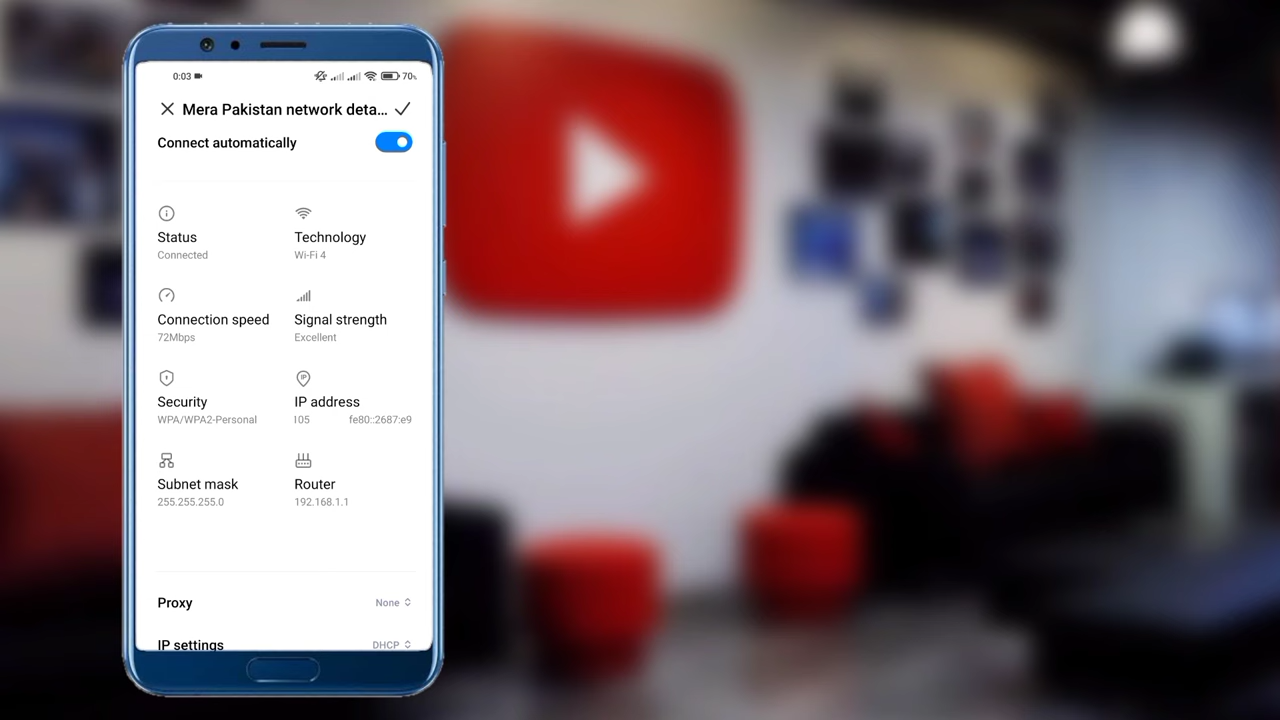 0:03
70%
Mera Pakistan network deta...
Connect automatically
Status
Connected
Technology
Wi-Fi 4
Connection speed
72Mbps
Signal strength
Excellent
Security
WPA/WPA2-Personal
IP address
105 fe80::2687:e9
Subnet mask
255.255.255.0
Router
192.168.1.1
Proxy
None
IP settings
DHCP